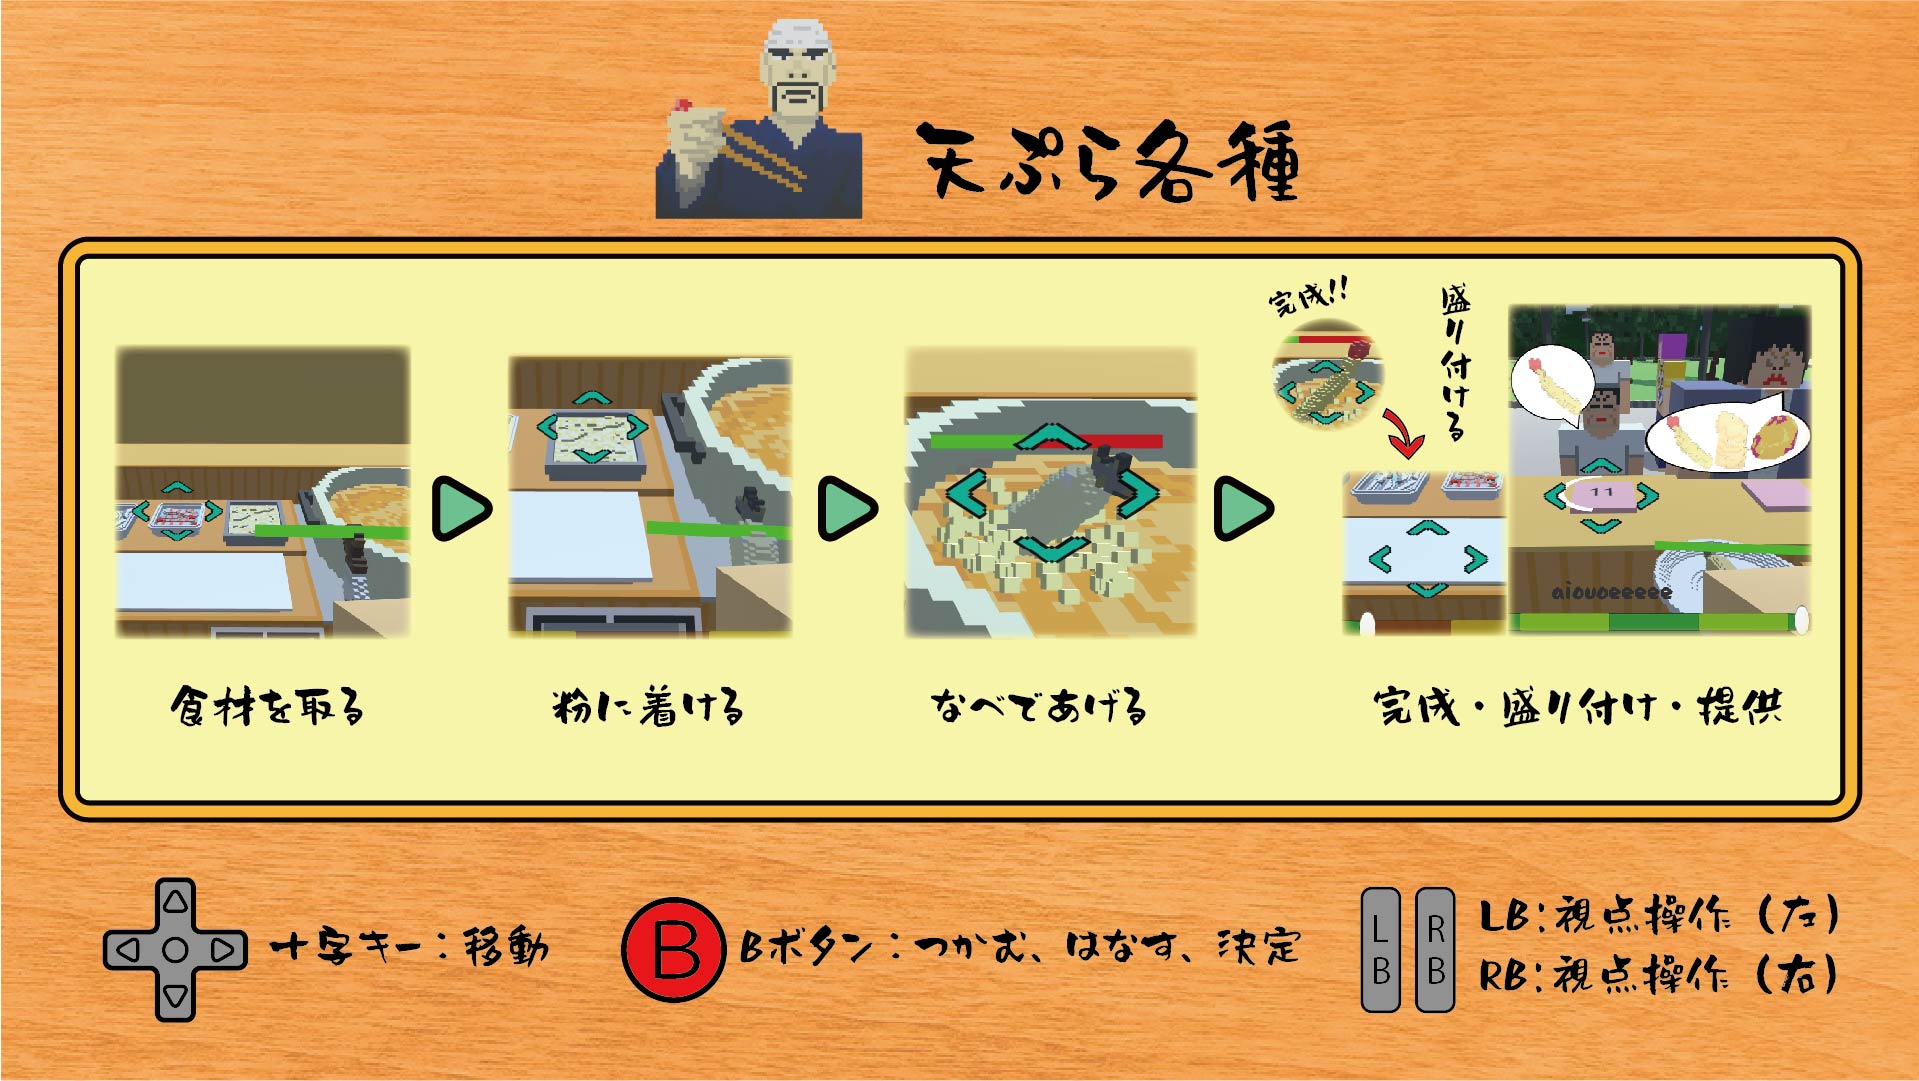 天ぷら各種
完成!!
盛り付ける
11
aiouoeeeee
食材を取る
粉に着ける
なべであげる
完成・盛り付け・提供
十字キー：移動
B
Bボタン：つかむ、はなす、決定
LB
RB
LB：視点操作（左）
RB：視点操作（右）